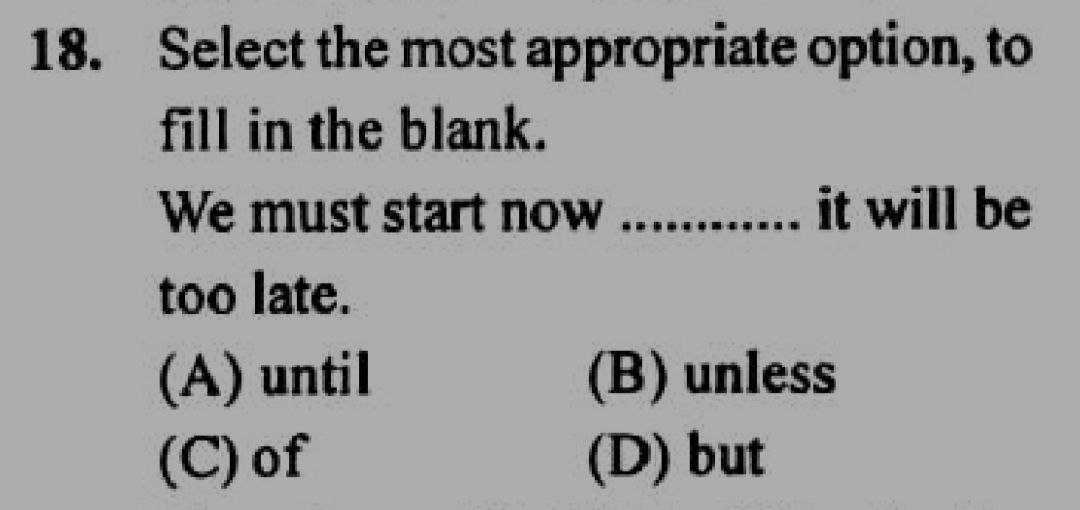 18. Select the most appropriate option, to
fill in the blank.
We must start now ............. it will be
too late.
(A) until (B) unless
(C) of (D) but